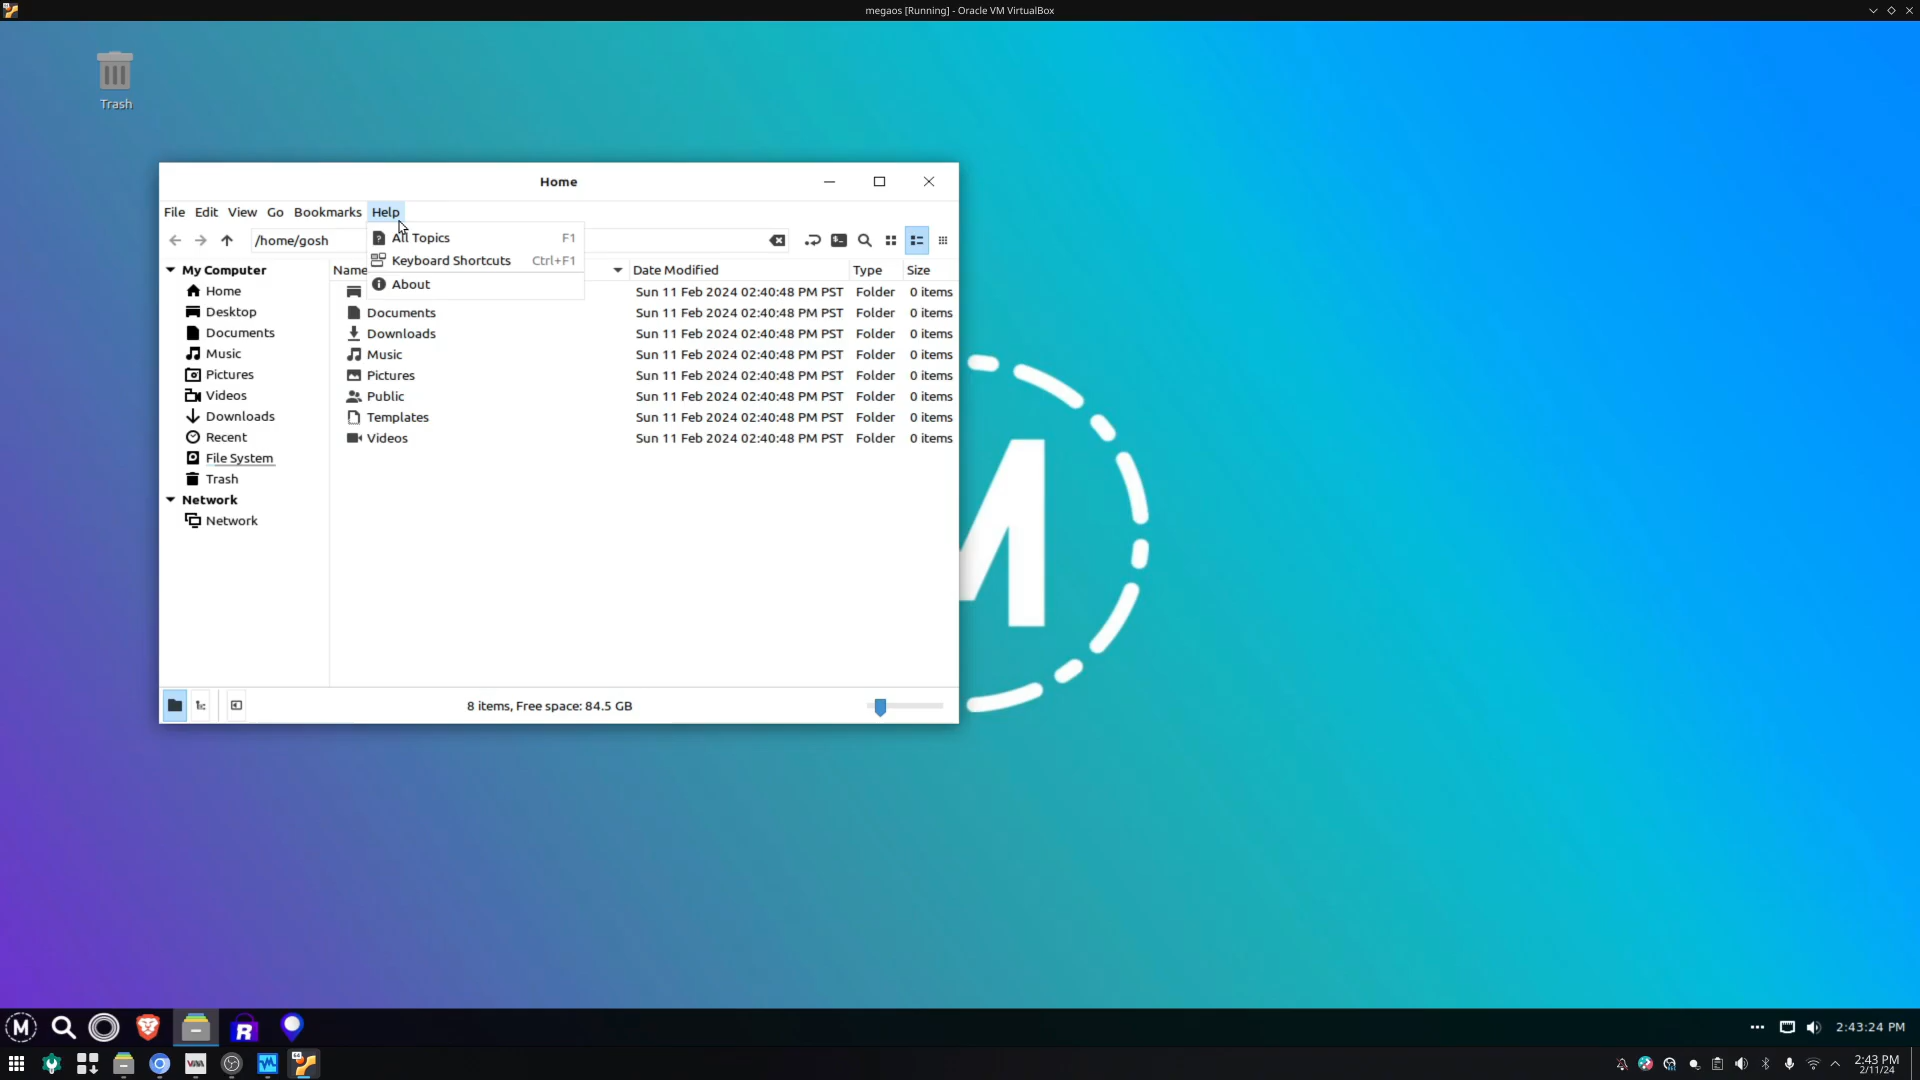 megaos [Running] - Oracle VM VirtualBox
Trash
Home
File Edit View Go Bookmarks Help
/home/gosh
All Topics F1
Keyboard Shortcuts Ctrl+F1
About
My Computer
Home
Desktop
Documents
Music
Pictures
Videos
Downloads
Recent
File System
Trash
Network
Network
Name Date Modified Type Size
Sun 11 Feb 2024 02:40:48 PM PST Folder 0 items
Documents Sun 11 Feb 2024 02:40:48 PM PST Folder 0 items
Downloads Sun 11 Feb 2024 02:40:48 PM PST Folder 0 items
Music Sun 11 Feb 2024 02:40:48 PM PST Folder 0 items
Pictures Sun 11 Feb 2024 02:40:48 PM PST Folder 0 items
Public Sun 11 Feb 2024 02:40:48 PM PST Folder 0 items
Templates Sun 11 Feb 2024 02:40:48 PM PST Folder 0 items
Videos Sun 11 Feb 2024 02:40:48 PM PST Folder 0 items
8 items, Free space: 84.5 GB
M
M
R
2:43:24 PM
2:43 PM
2/11/24